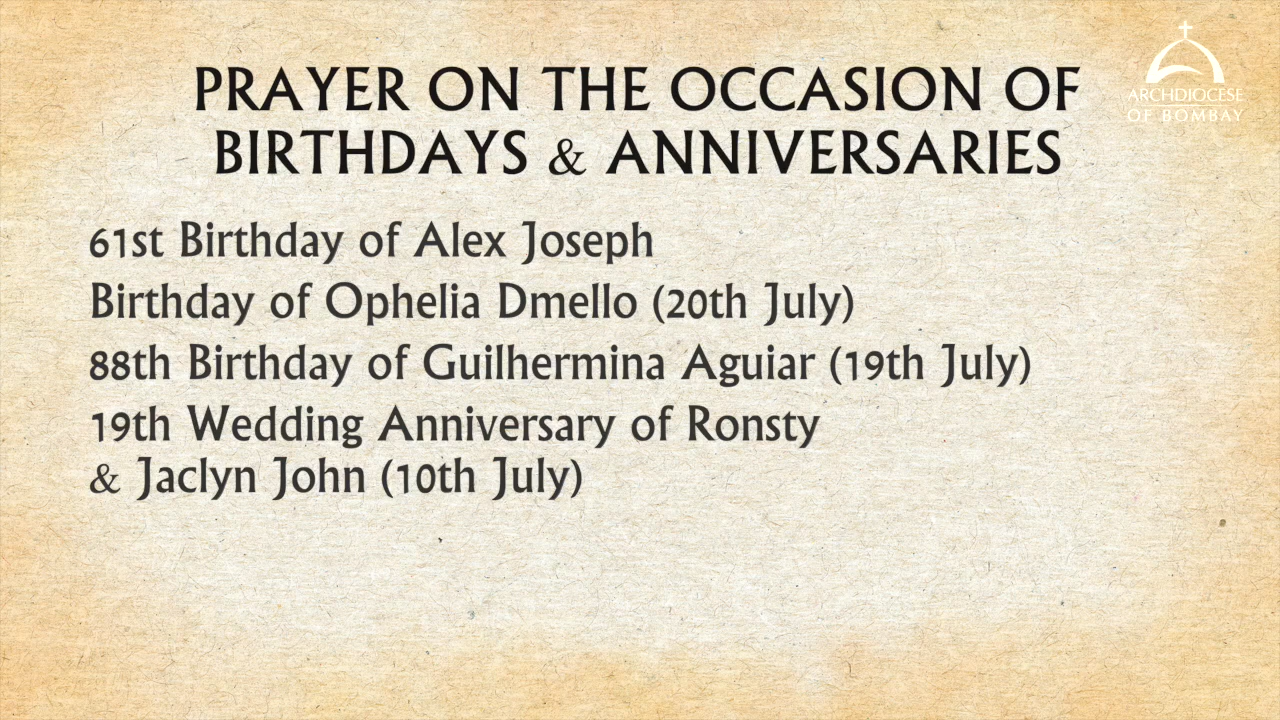 PRAYER ON THE OCCASION OF
BIRTHDAYS & ANNIVERSARIES
ARCHDIOCESE
OF BOMBAY
61st Birthday of Alex Joseph
Birthday of Ophelia Dmello (20th July)
88th Birthday of Guilhermina Aguiar (19th July)
19th Wedding Anniversary of Ronsty
& Jaclyn John (10th July)